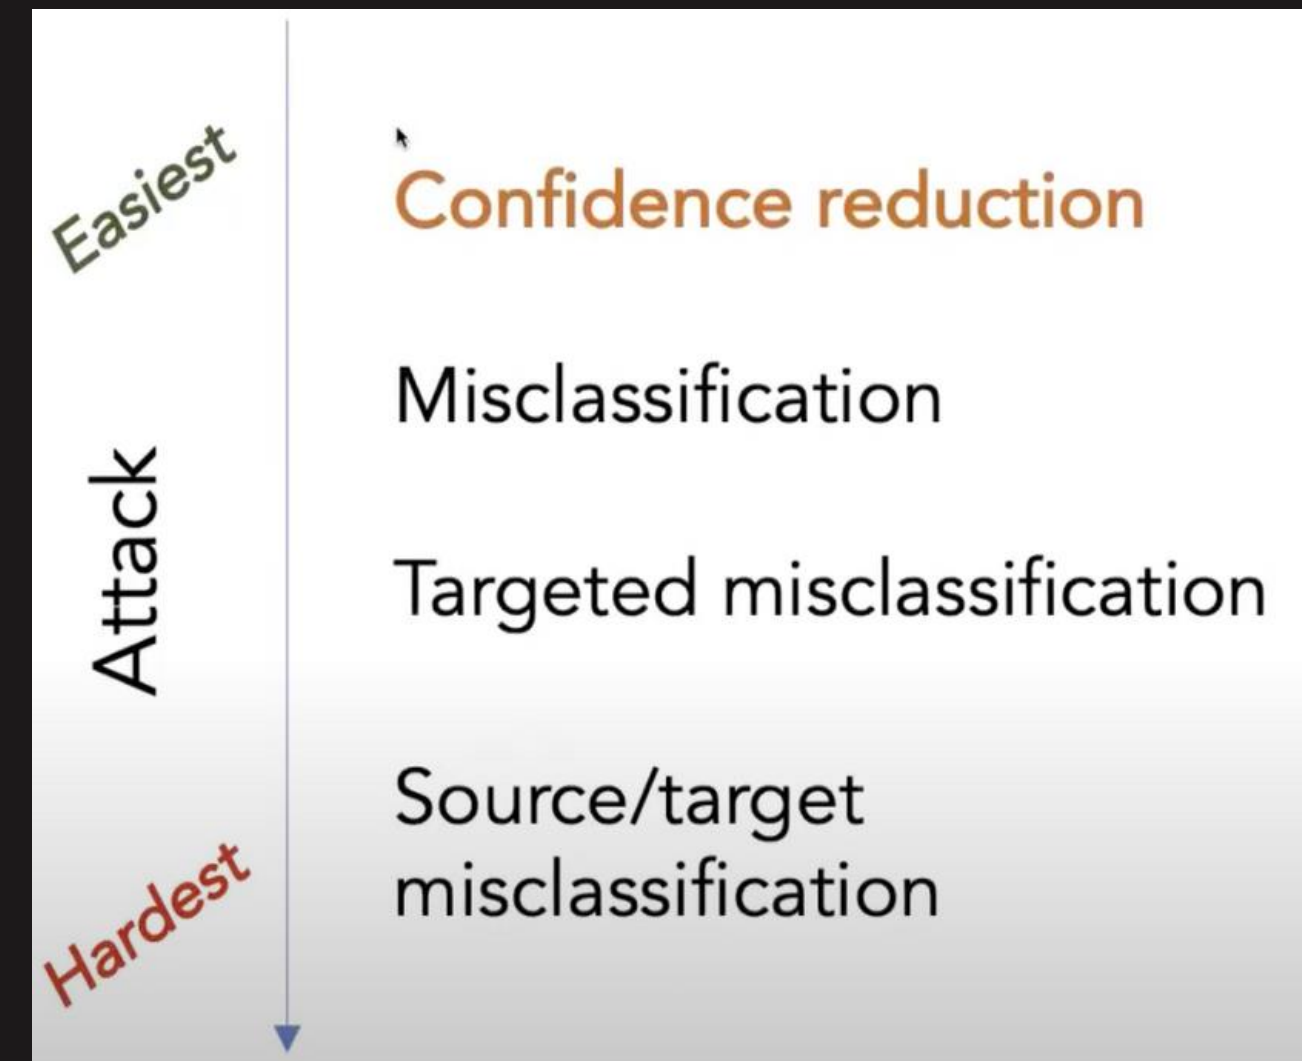 Easiest
Confidence reduction
Misclassification
Attack
Targeted misclassification
Source/target
misclassification
Hardest